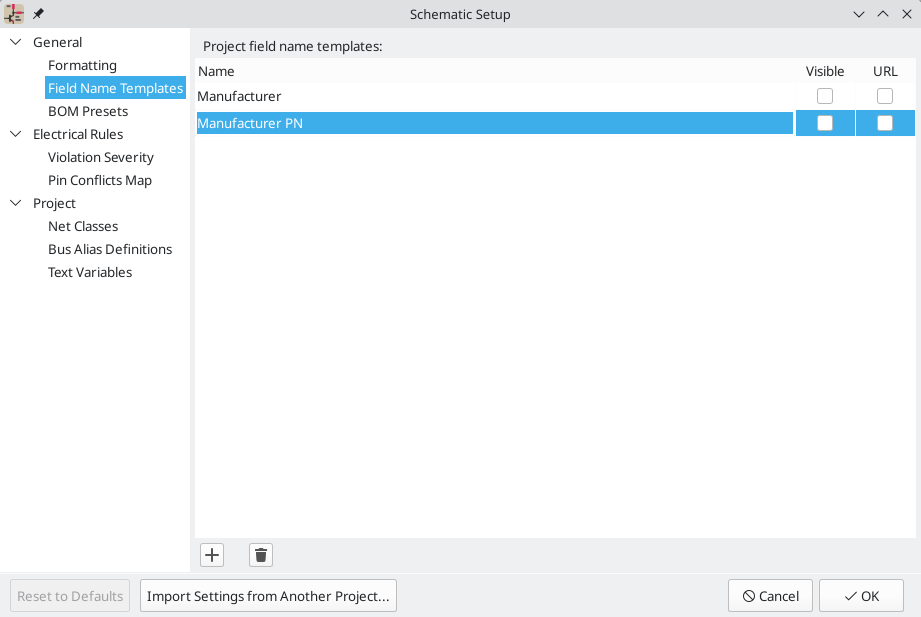 Schematic Setup
General
Formatting
Field Name Templates
BOM Presets
Electrical Rules
Violation Severity
Pin Conflicts Map
Project
Net Classes
Bus Alias Definitions
Text Variables
Project field name templates:
Name Visible URL
Manufacturer
Manufacturer PN
Reset to Defaults Import Settings from Another Project... Cancel OK